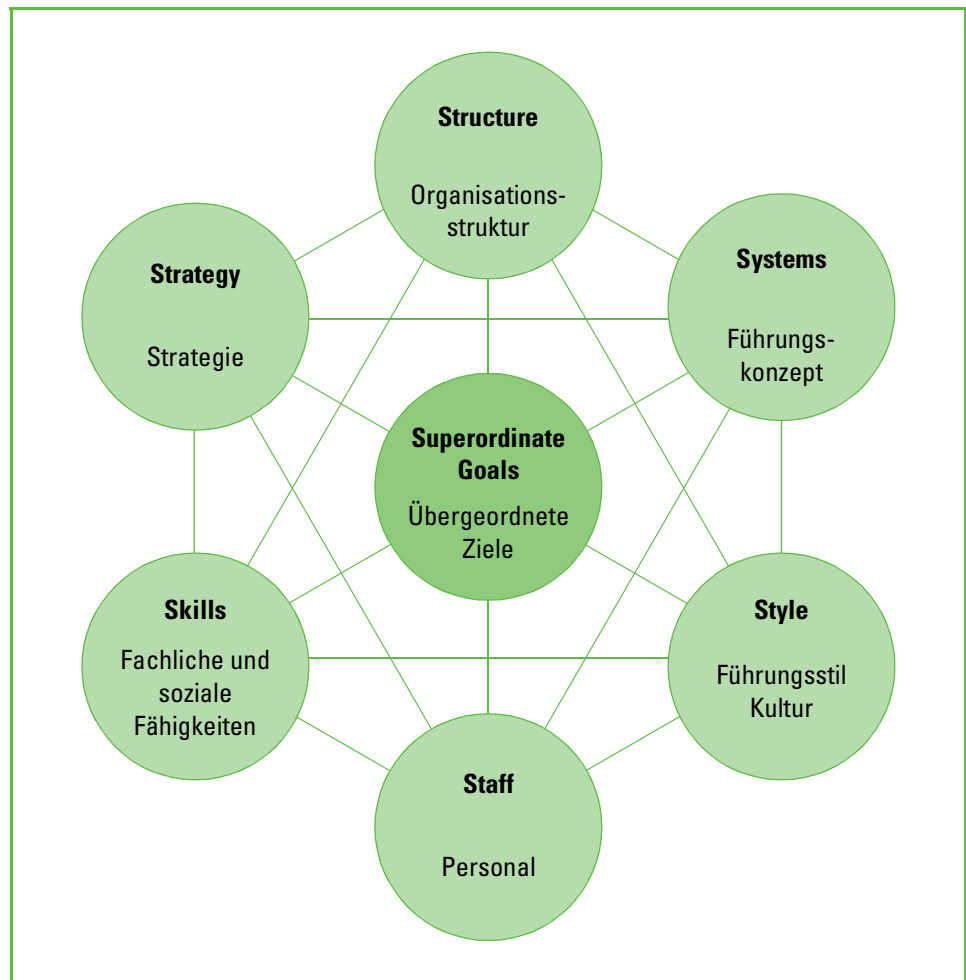 Structure
Organisations-
struktur
Strategy
Strategie
Systems
Führungs-
konzept
Superordinate
Goals
Übergeordnete
Ziele
Skills
Fachliche und
soziale
Fähigkeiten
Style
Führungsstil
Kultur
Staff
Personal